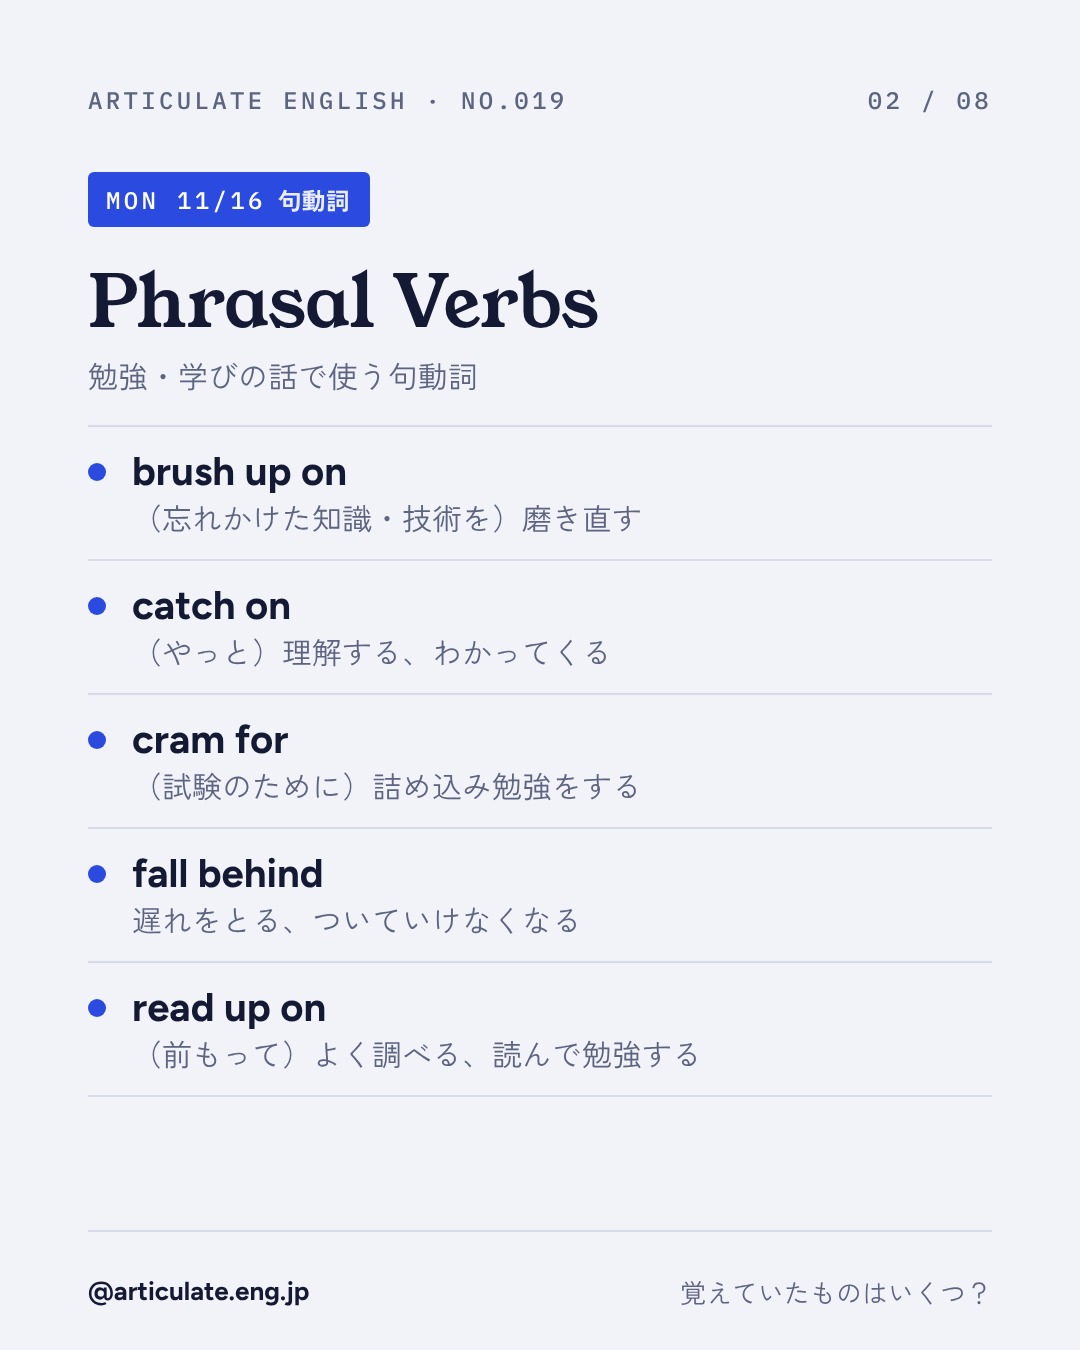 ARTICULATE ENGLISH · NO.019
02 / 08
MON 11/16 句動詞
Phrasal Verbs
勉強・学びの話で使う句動詞
brush up on
（忘れかけた知識・技術を）磨き直す
catch on
（やっと）理解する、わかってくる
cram for
（試験のために）詰め込み勉強をする
fall behind
遅れをとる、ついていけなくなる
read up on
（前もって）よく調べる、読んで勉強する
@articulate.eng.jp
覚えていたものはいくつ？